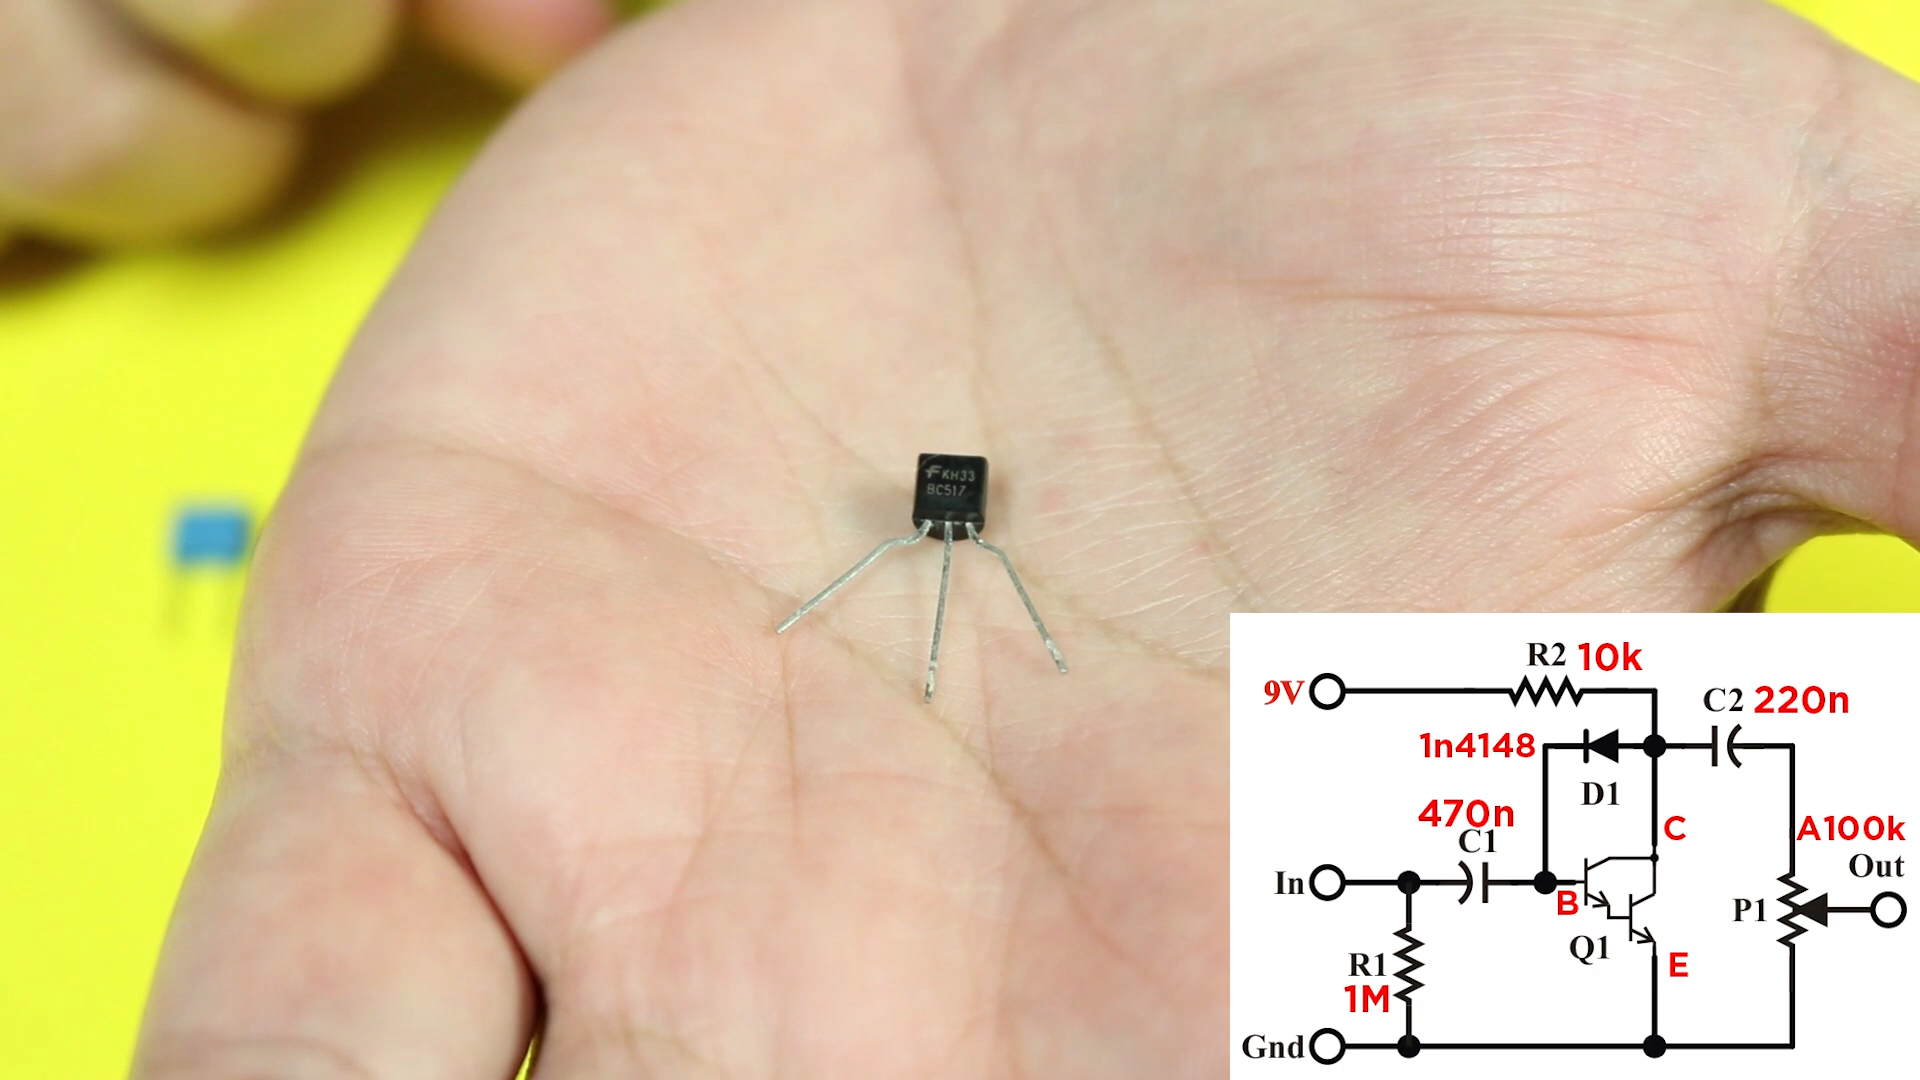 KH33
BC517
R2 10k
9V
C2 220n
1n4148
D1
470n
C1
C
A100k
Out
In
B
P1
Q1
R1
E
1M
Gnd